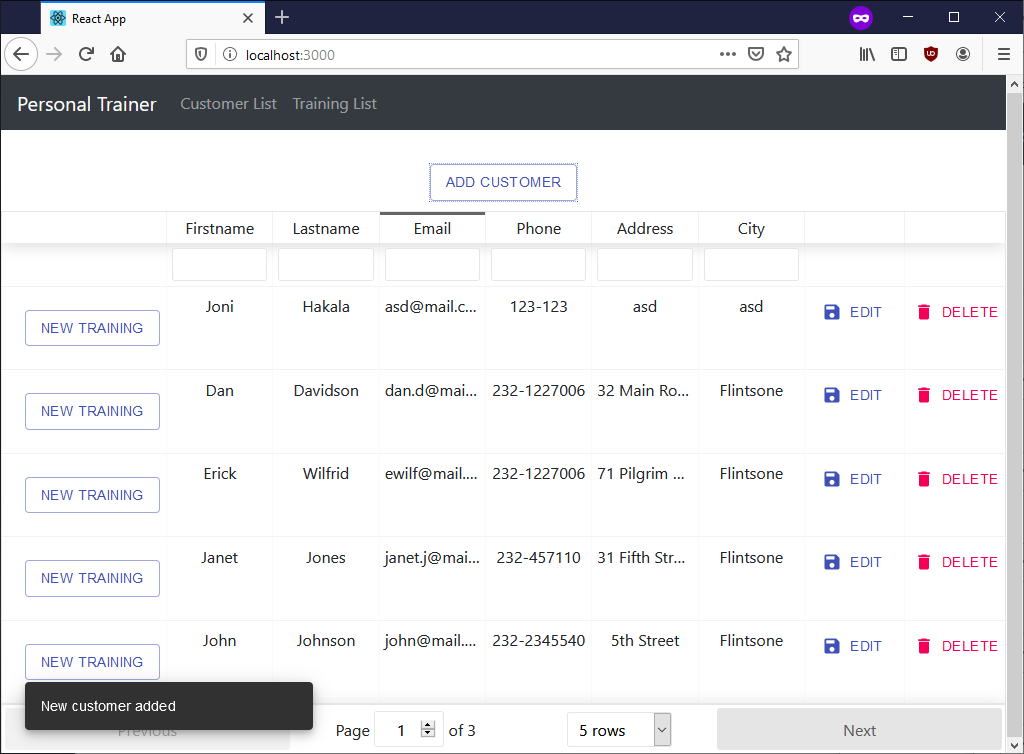 React App
localhost:3000
Personal Trainer Customer List Training List
ADD CUSTOMER
Firstname Lastname Email Phone Address City
Joni Hakala asd@mail.c... 123-123 asd asd
NEW TRAINING EDIT DELETE
Dan Davidson dan.d@mai... 232-1227006 32 Main Ro... Flintsone
NEW TRAINING EDIT DELETE
Erick Wilfrid ewilf@mail.... 232-1227006 71 Pilgrim ... Flintsone
NEW TRAINING EDIT DELETE
Janet Jones janet.j@mai... 232-457110 31 Fifth Str... Flintsone
NEW TRAINING EDIT DELETE
John Johnson john@mail.... 232-2345540 5th Street Flintsone
NEW TRAINING EDIT DELETE
New customer added
Previous Page 1 of 3 5 rows Next